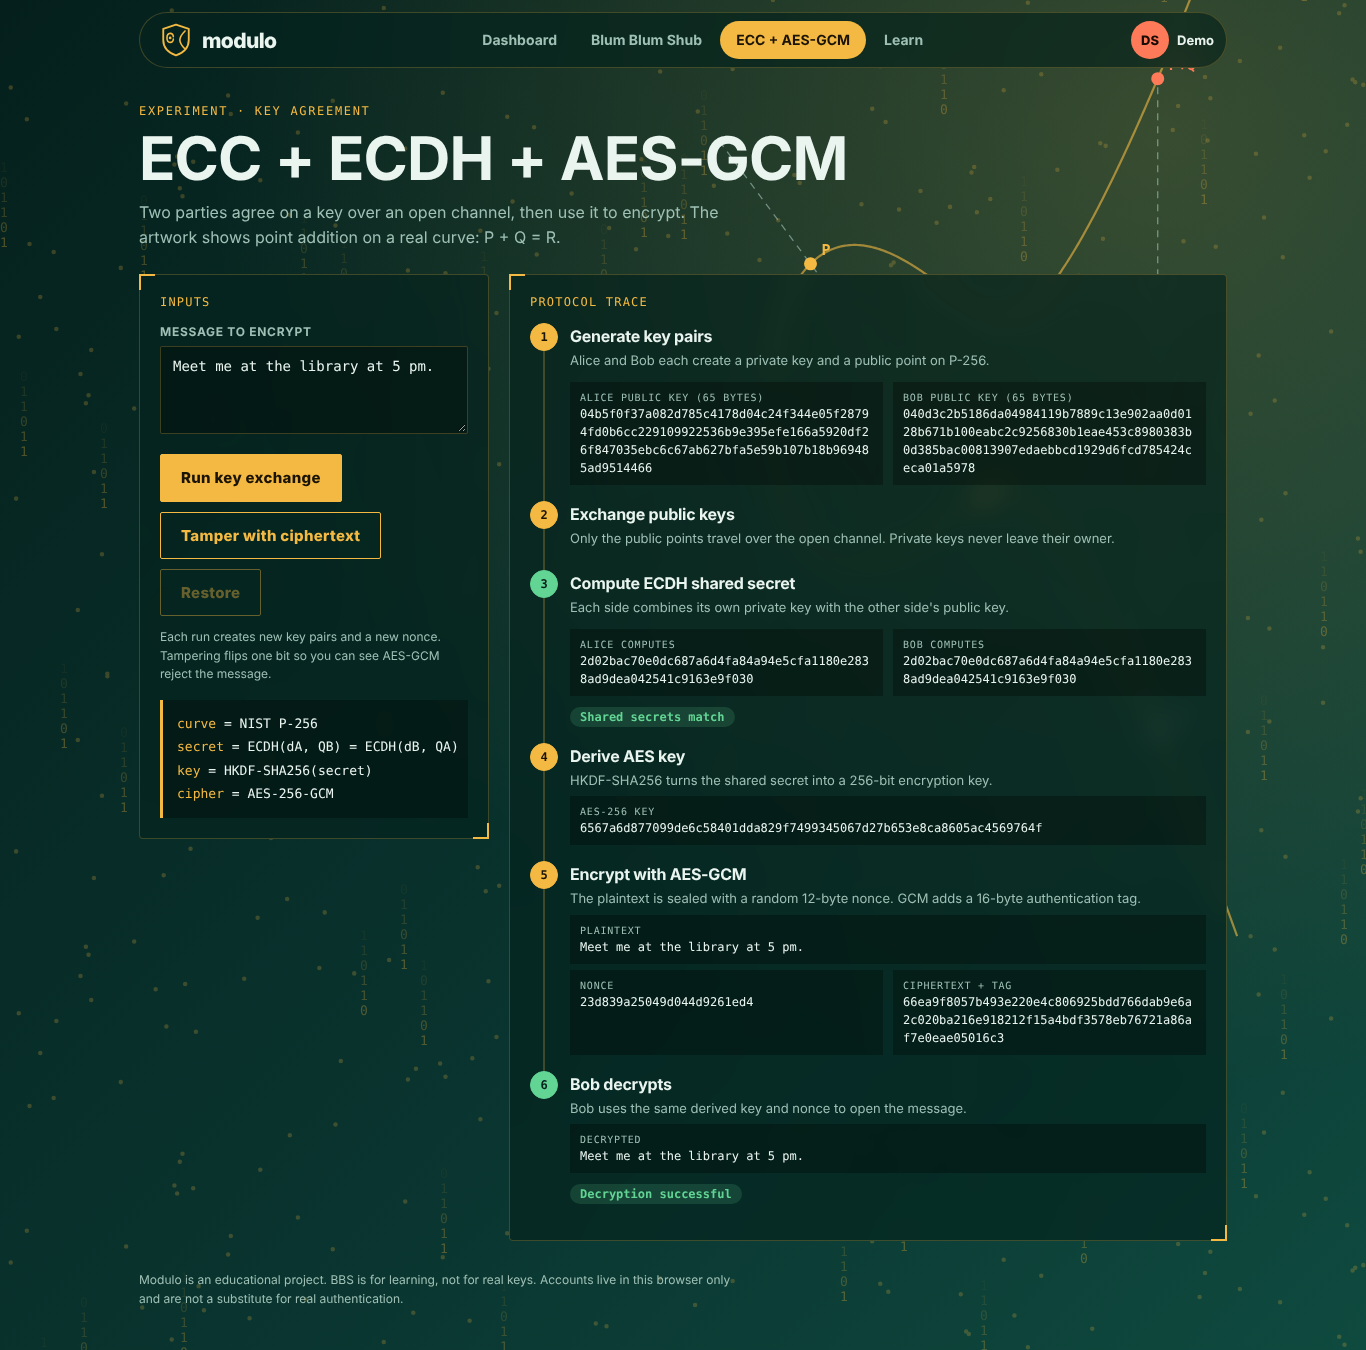 modulo
Dashboard
Blum Blum Shub
ECC + AES-GCM
Learn
DS
Demo
EXPERIMENT · KEY AGREEMENT
ECC + ECDH + AES-GCM
Two parties agree on a key over an open channel, then use it to encrypt. The
artwork shows point addition on a real curve: P + Q = R.
P
INPUTS
MESSAGE TO ENCRYPT
Meet me at the library at 5 pm.
Run key exchange
Tamper with ciphertext
Restore
Each run creates new key pairs and a new nonce.
Tampering flips one bit so you can see AES-GCM
reject the message.
curve = NIST P-256
secret = ECDH(dA, QB) = ECDH(dB, QA)
key = HKDF-SHA256(secret)
cipher = AES-256-GCM
PROTOCOL TRACE
1
Generate key pairs
Alice and Bob each create a private key and a public point on P-256.
ALICE PUBLIC KEY (65 BYTES)
04b5f0f37a082d785c4178d04c24f344e05f2879
4fd0b6cc229109922536b9e395efe166a5920df2
6f847035ebc6c67ab627bfa5e59b107b18b96948
5ad9514466
BOB PUBLIC KEY (65 BYTES)
040d3c2b5186da04984119b7889c13e902aa0d01
28b671b100eabc2c9256830b1eae453c8980383b
0d385bac00813907edaebbcd1929d6fcd785424c
eca01a5978
2
Exchange public keys
Only the public points travel over the open channel. Private keys never leave their owner.
3
Compute ECDH shared secret
Each side combines its own private key with the other side's public key.
ALICE COMPUTES
2d02bac70e0dc687a6d4fa84a94e5cfa1180e283
8ad9dea042541c9163e9f030
BOB COMPUTES
2d02bac70e0dc687a6d4fa84a94e5cfa1180e283
8ad9dea042541c9163e9f030
Shared secrets match
4
Derive AES key
HKDF-SHA256 turns the shared secret into a 256-bit encryption key.
AES-256 KEY
6567a6d877099de6c58401dda829f7499345067d27b653e8ca8605ac4569764f
5
Encrypt with AES-GCM
The plaintext is sealed with a random 12-byte nonce. GCM adds a 16-byte authentication tag.
PLAINTEXT
Meet me at the library at 5 pm.
NONCE
23d839a25049d044d9261ed4
CIPHERTEXT + TAG
66ea9f8057b493e220e4c806925bdd766dab9e6a
2c020ba216e918212f15a4bdf3578eb76721a86a
f7e0eae05016c3
6
Bob decrypts
Bob uses the same derived key and nonce to open the message.
DECRYPTED
Meet me at the library at 5 pm.
Decryption successful
Modulo is an educational project. BBS is for learning, not for real keys. Accounts live in this browser only
and are not a substitute for real authentication.